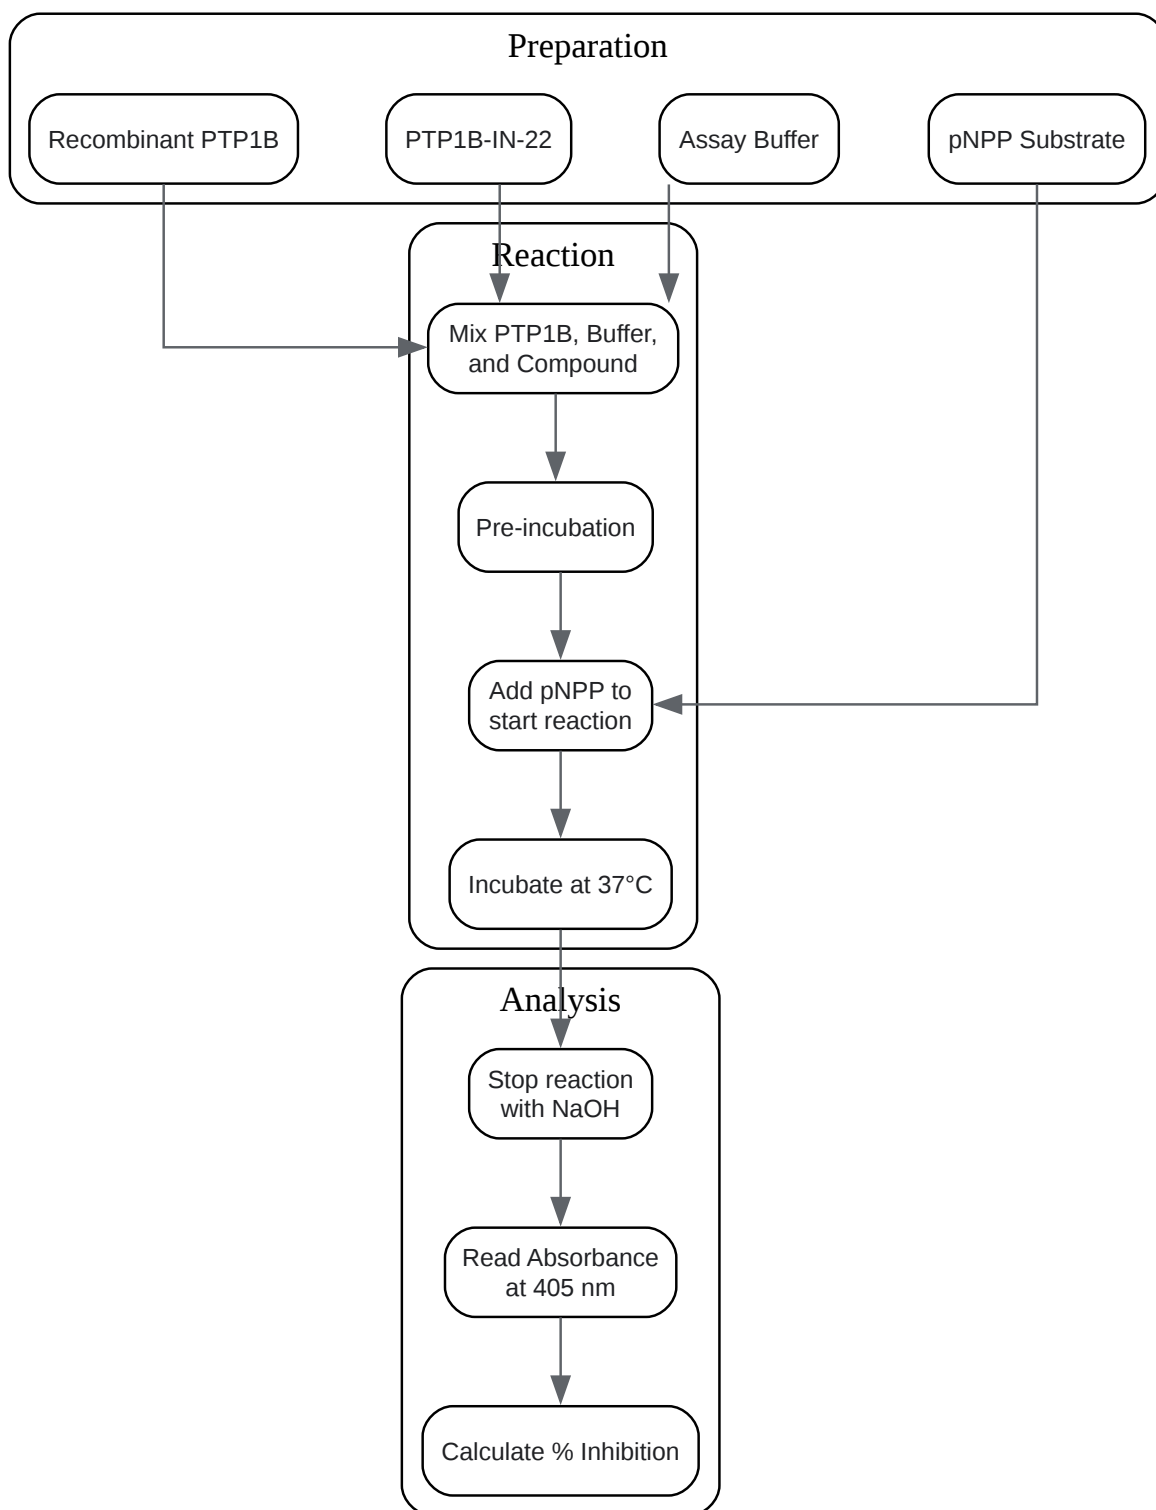 Preparation
Recombinant PTP1B
PTP1B-IN-22
Assay Buffer
pNPP Substrate
Reaction
Mix PTP1B, Buffer,
and Compound
Pre-incubation
Add pNPP to
start reaction
Incubate at 37°C
Analysis
Stop reaction
with NaOH
Read Absorbance
at 405 nm
Calculate % Inhibition